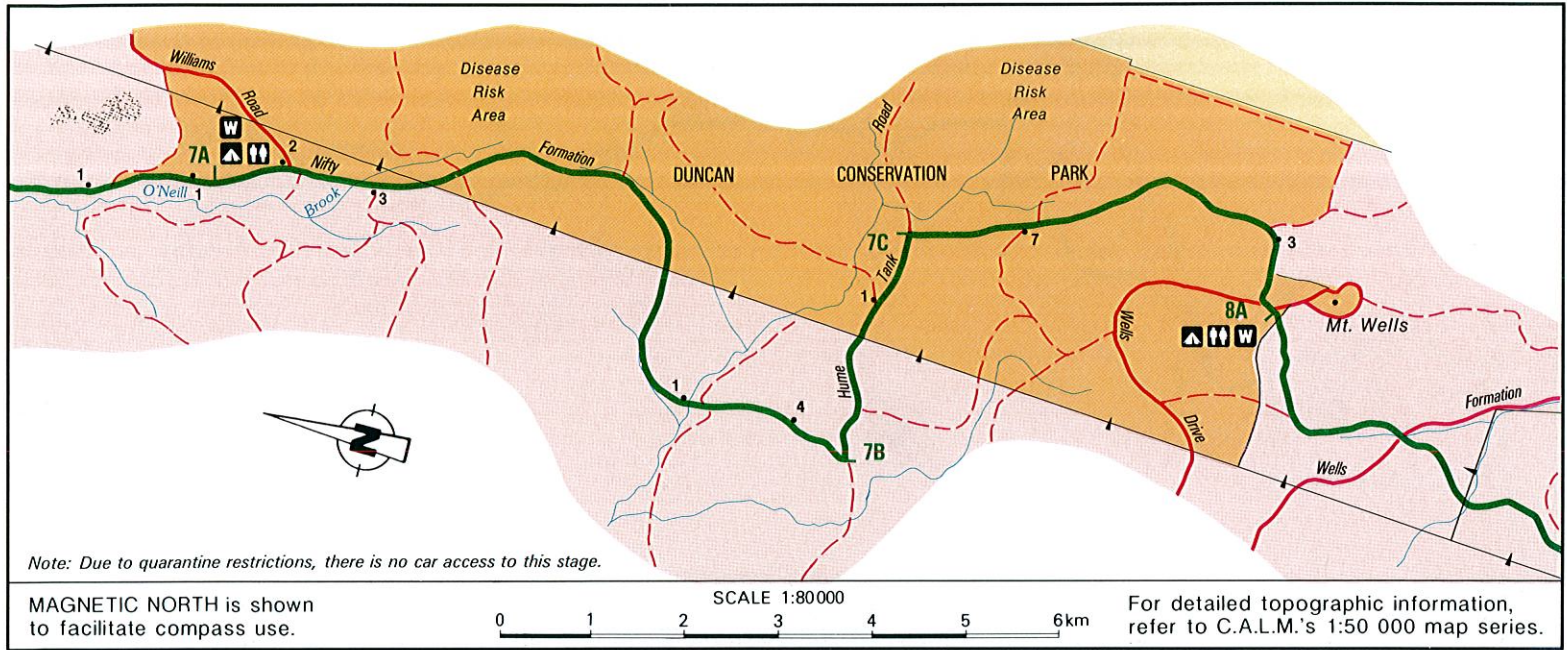 Williams
Road
Disease
Risk
Area
Disease
Risk
Area
W
7A
2
Nifty
Formation
1
1
O'Neill
Brook
3
DUNCAN
CONSERVATION
PARK
Road
7C
7
3
Tank
1
8A
W
Mt. Wells
Wells
Drive
Hume
1
4
7B
Formation
Wells
N
Note: Due to quarantine restrictions, there is no car access to this stage.
MAGNETIC NORTH is shown
to facilitate compass use.
SCALE 1:80000
0 1 2 3 4 5 6km
For detailed topographic information,
refer to C.A.L.M.'s 1:50 000 map series.